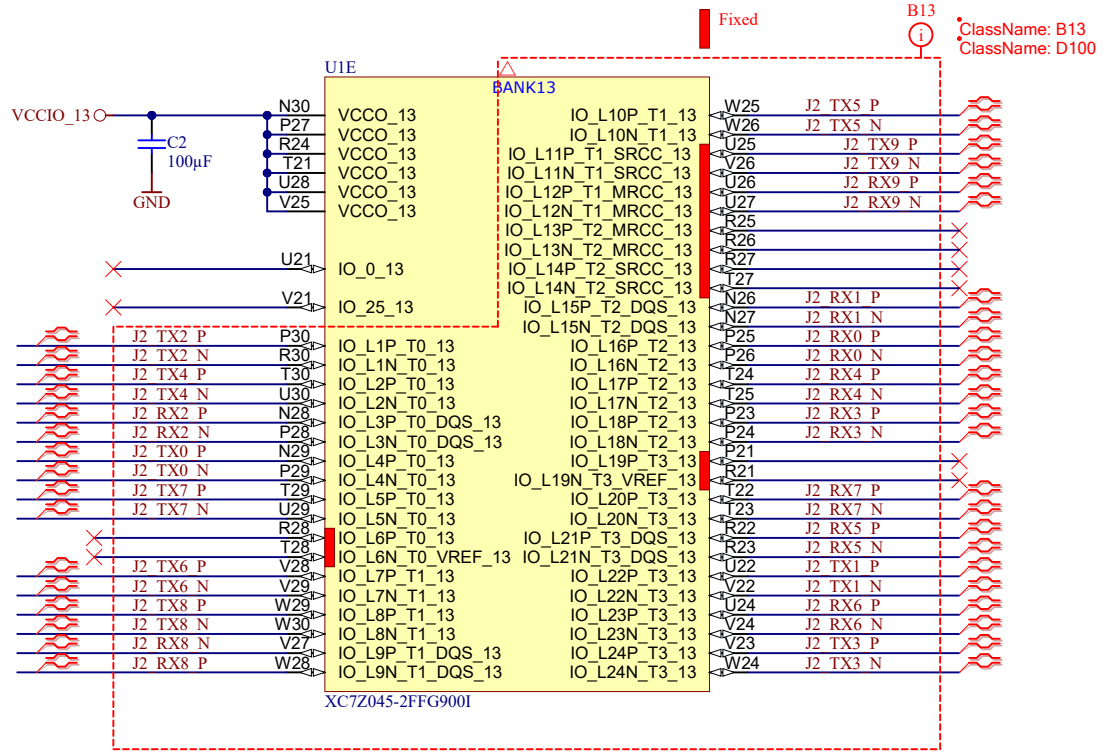 Fixed
B13
i
ClassName: B13
ClassName: D100
U1E
BANK13
VCCIO_13
C2
100µF
GND
N30 VCCO_13
P27 VCCO_13
R24 VCCO_13
T21 VCCO_13
U28 VCCO_13
V25 VCCO_13
U21 IO_0_13
V21 IO_25_13
J2_TX2_P P30 IO_L1P_T0_13
J2_TX2_N R30 IO_L1N_T0_13
J2_TX4_P T30 IO_L2P_T0_13
J2_TX4_N U30 IO_L2N_T0_13
J2_RX2_P N28 IO_L3P_T0_DQS_13
J2_RX2_N P28 IO_L3N_T0_DQS_13
J2_TX0_P N29 IO_L4P_T0_13
J2_TX0_N P29 IO_L4N_T0_13
J2_TX7_P T29 IO_L5P_T0_13
J2_TX7_N U29 IO_L5N_T0_13
R28 IO_L6P_T0_13
T28 IO_L6N_T0_VREF_13
J2_TX6_P V28 IO_L7P_T1_13
J2_TX6_N V29 IO_L7N_T1_13
J2_TX8_P W29 IO_L8P_T1_13
J2_TX8_N W30 IO_L8N_T1_13
J2_RX8_N V27 IO_L9P_T1_DQS_13
J2_RX8_P W28 IO_L9N_T1_DQS_13
IO_L10P_T1_13 W25 J2_TX5_P
IO_L10N_T1_13 W26 J2_TX5_N
IO_L11P_T1_SRCC_13 U25 J2_TX9_P
IO_L11N_T1_SRCC_13 V26 J2_TX9_N
IO_L12P_T1_MRCC_13 U26 J2_RX9_P
IO_L12N_T1_MRCC_13 U27 J2_RX9_N
IO_L13P_T2_MRCC_13 R25
IO_L13N_T2_MRCC_13 R26
IO_L14P_T2_SRCC_13 R27
IO_L14N_T2_SRCC_13 T27
IO_L15P_T2_DQS_13 N26 J2_RX1_P
IO_L15N_T2_DQS_13 N27 J2_RX1_N
IO_L16P_T2_13 P25 J2_RX0_P
IO_L16N_T2_13 P26 J2_RX0_N
IO_L17P_T2_13 T24 J2_RX4_P
IO_L17N_T2_13 T25 J2_RX4_N
IO_L18P_T2_13 P23 J2_RX3_P
IO_L18N_T2_13 P24 J2_RX3_N
IO_L19P_T3_13 P21
IO_L19N_T3_VREF_13 R21
IO_L20P_T3_13 T22 J2_RX7_P
IO_L20N_T3_13 T23 J2_RX7_N
IO_L21P_T3_DQS_13 R22 J2_RX5_P
IO_L21N_T3_DQS_13 R23 J2_RX5_N
IO_L22P_T3_13 U22 J2_TX1_P
IO_L22N_T3_13 V22 J2_TX1_N
IO_L23P_T3_13 U24 J2_RX6_P
IO_L23N_T3_13 V24 J2_RX6_N
IO_L24P_T3_13 V23 J2_TX3_P
IO_L24N_T3_13 W24 J2_TX3_N
XC7Z045-2FFG900I